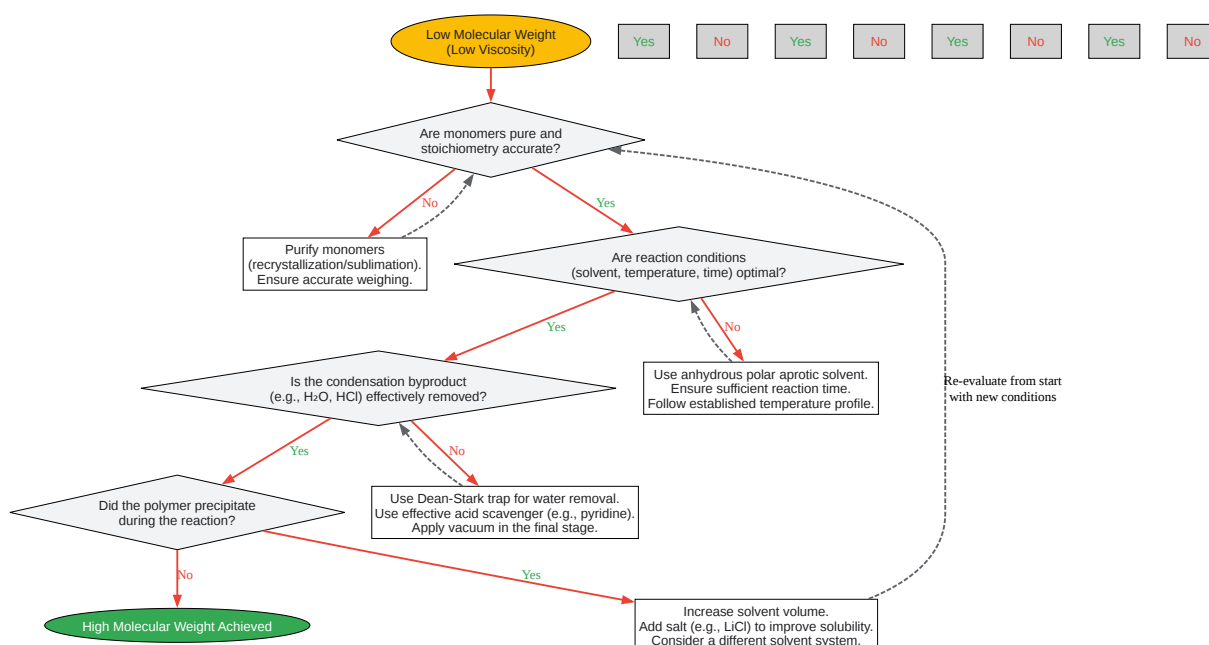 Low Molecular Weight
(Low Viscosity)
Yes
No
Yes
No
Yes
No
Yes
No
Are monomers pure and
stoichiometry accurate?
No
Yes
Purify monomers
(recrystallization/sublimation).
Ensure accurate weighing.
Are reaction conditions
(solvent, temperature, time) optimal?
Yes
No
Use anhydrous polar aprotic solvent.
Ensure sufficient reaction time.
Follow established temperature profile.
Re-evaluate from start
with new conditions
Is the condensation byproduct
(e.g., H₂O, HCl) effectively removed?
Yes
No
Use Dean-Stark trap for water removal.
Use effective acid scavenger (e.g., pyridine).
Apply vacuum in the final stage.
Did the polymer precipitate
during the reaction?
No
Yes
High Molecular Weight Achieved
Increase solvent volume.
Add salt (e.g., LiCl) to improve solubility.
Consider a different solvent system.